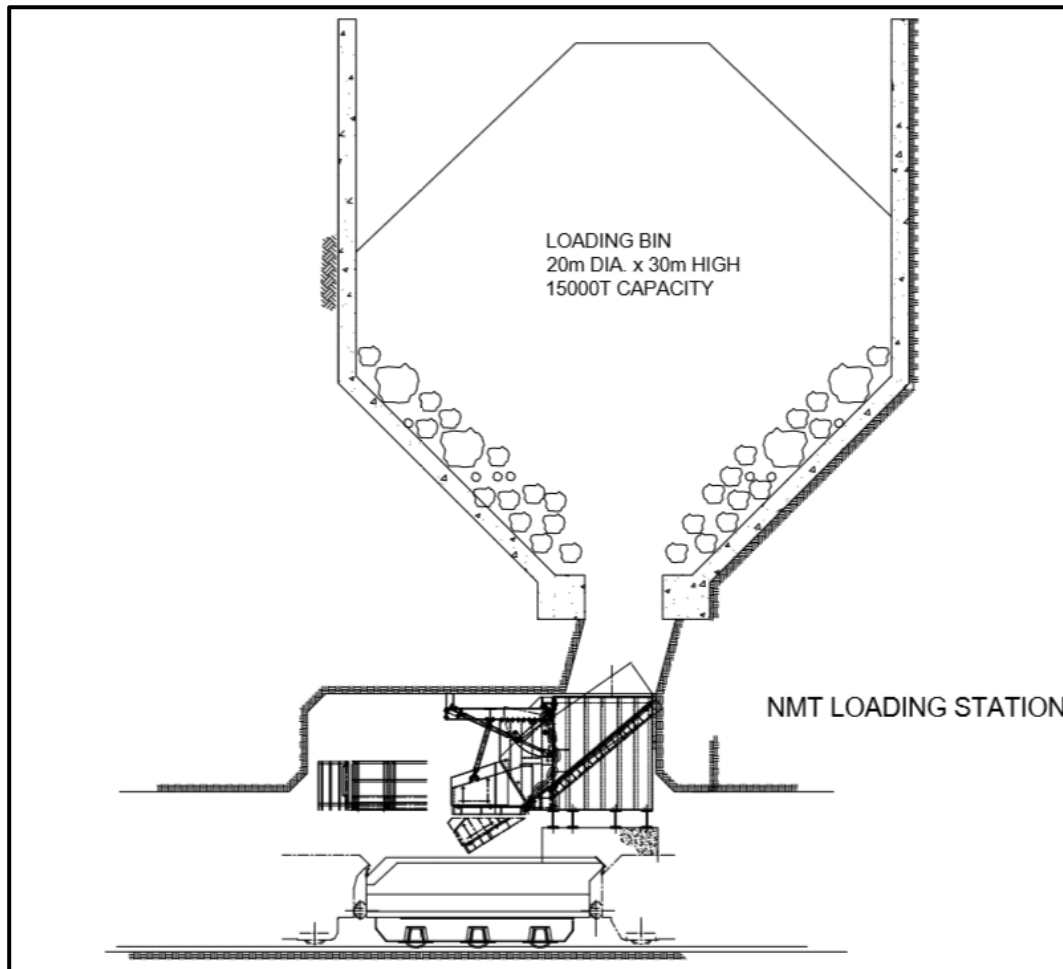 LOADING BIN
20m DIA. x 30m HIGH
15000T CAPACITY
NMT LOADING STATION